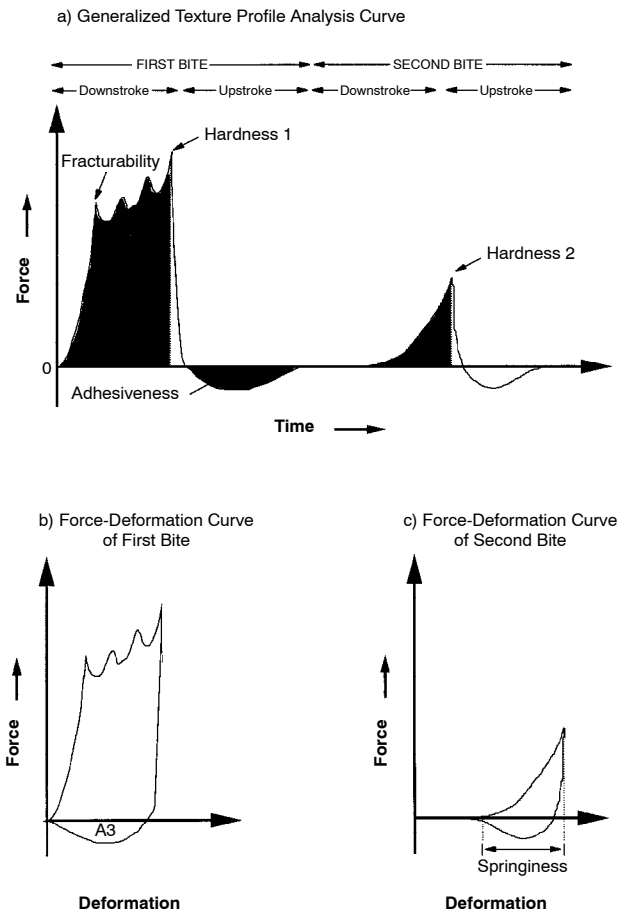 a) Generalized Texture Profile Analysis Curve
FIRST BITE SECOND BITE
Downstroke Upstroke Downstroke Upstroke
Hardness 1
Fracturability
Hardness 2
Force
0
Adhesiveness
Time
b) Force-Deformation Curve
of First Bite
Force
A3
Deformation
c) Force-Deformation Curve
of Second Bite
Force
Springiness
Deformation